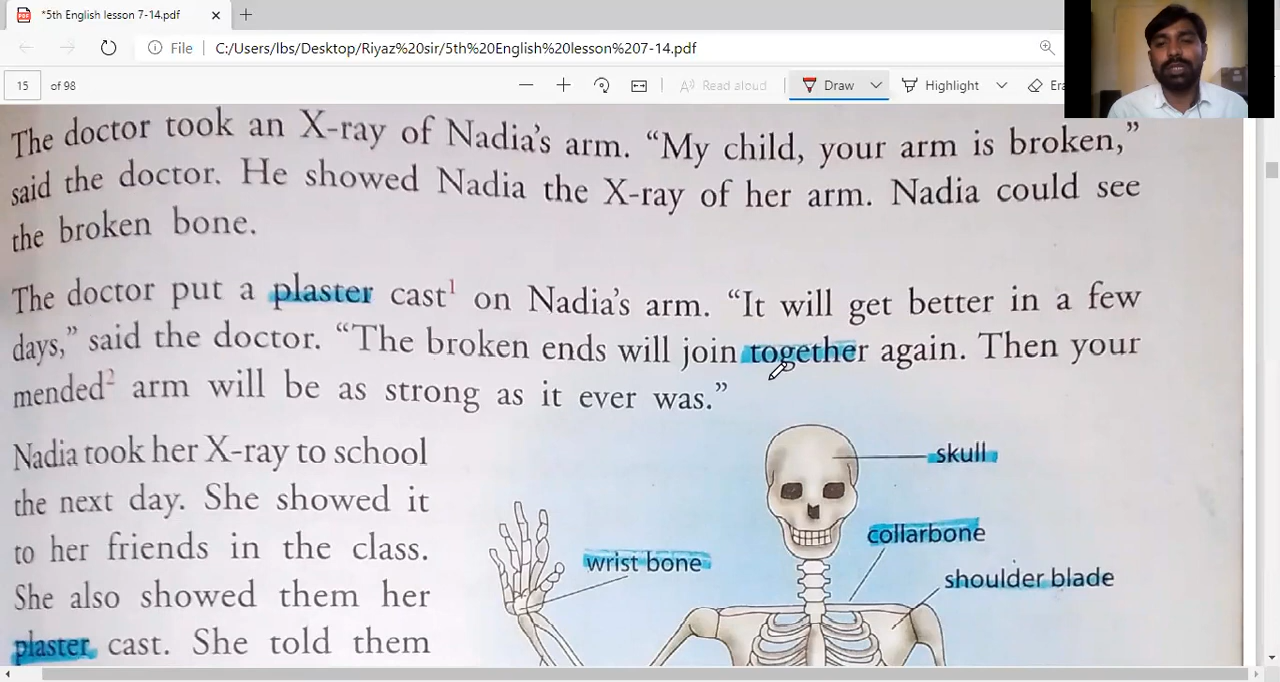 *5th English lesson 7-14.pdf
File
C:/Users/lbs/Desktop/Riyaz%20sir/5th%20English%20lesson%207-14.pdf
15 of 98
Read aloud
Draw
Highlight
Era
The doctor took an X-ray of Nadia's arm. “My child, your arm is broken,”
said the doctor. He showed Nadia the X-ray of her arm. Nadia could see
the broken bone.
The doctor put a plaster cast1 on Nadia's arm. “It will get better in a few
days,” said the doctor. “The broken ends will join together again. Then your
mended2 arm will be as strong as it ever was.”
Nadia took her X-ray to school
the next day. She showed it
to her friends in the class.
She also showed them her
plaster cast. She told them
skull
collarbone
wrist bone
shoulder blade